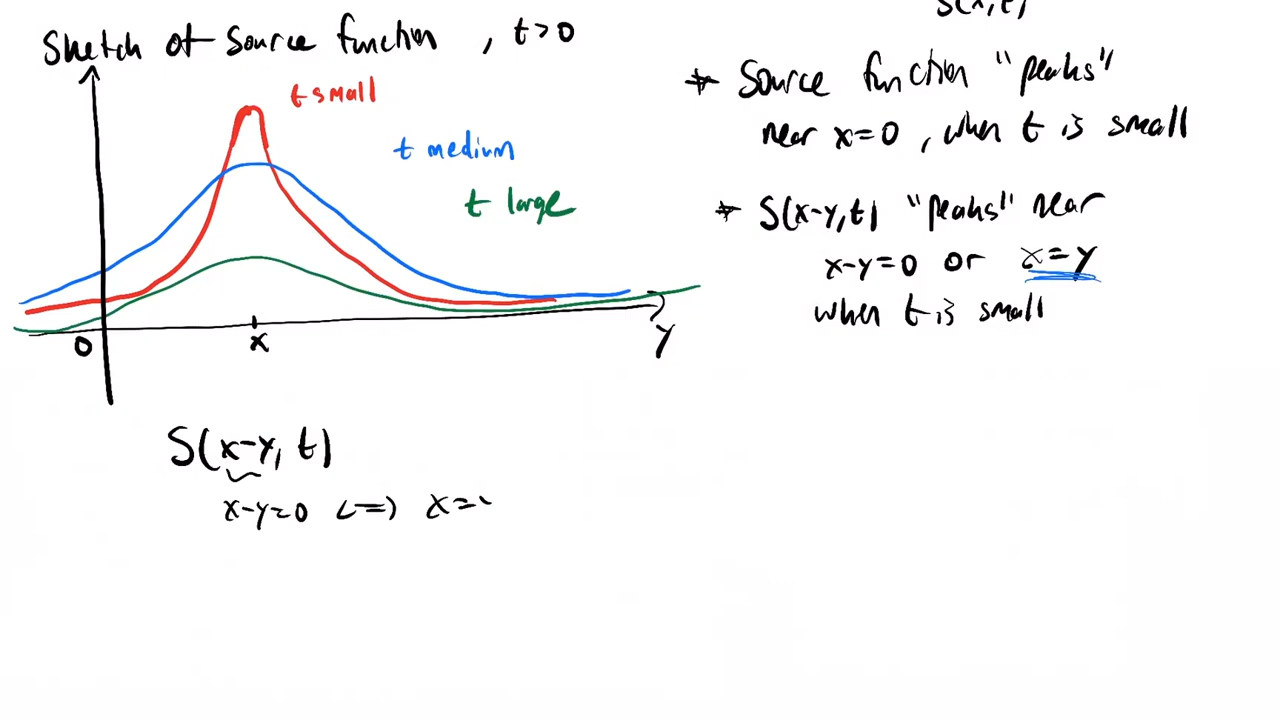 Sketch of Source function , t>0
t small
t medium
t large
0
x
y
S(x-y, t)
x-y=0 <=> x=
S(x,t)
* Source function "peaks"
near x=0 , when t is small
* S(x-y,t) "peaks" near
x-y=0 or x=y
when t is small